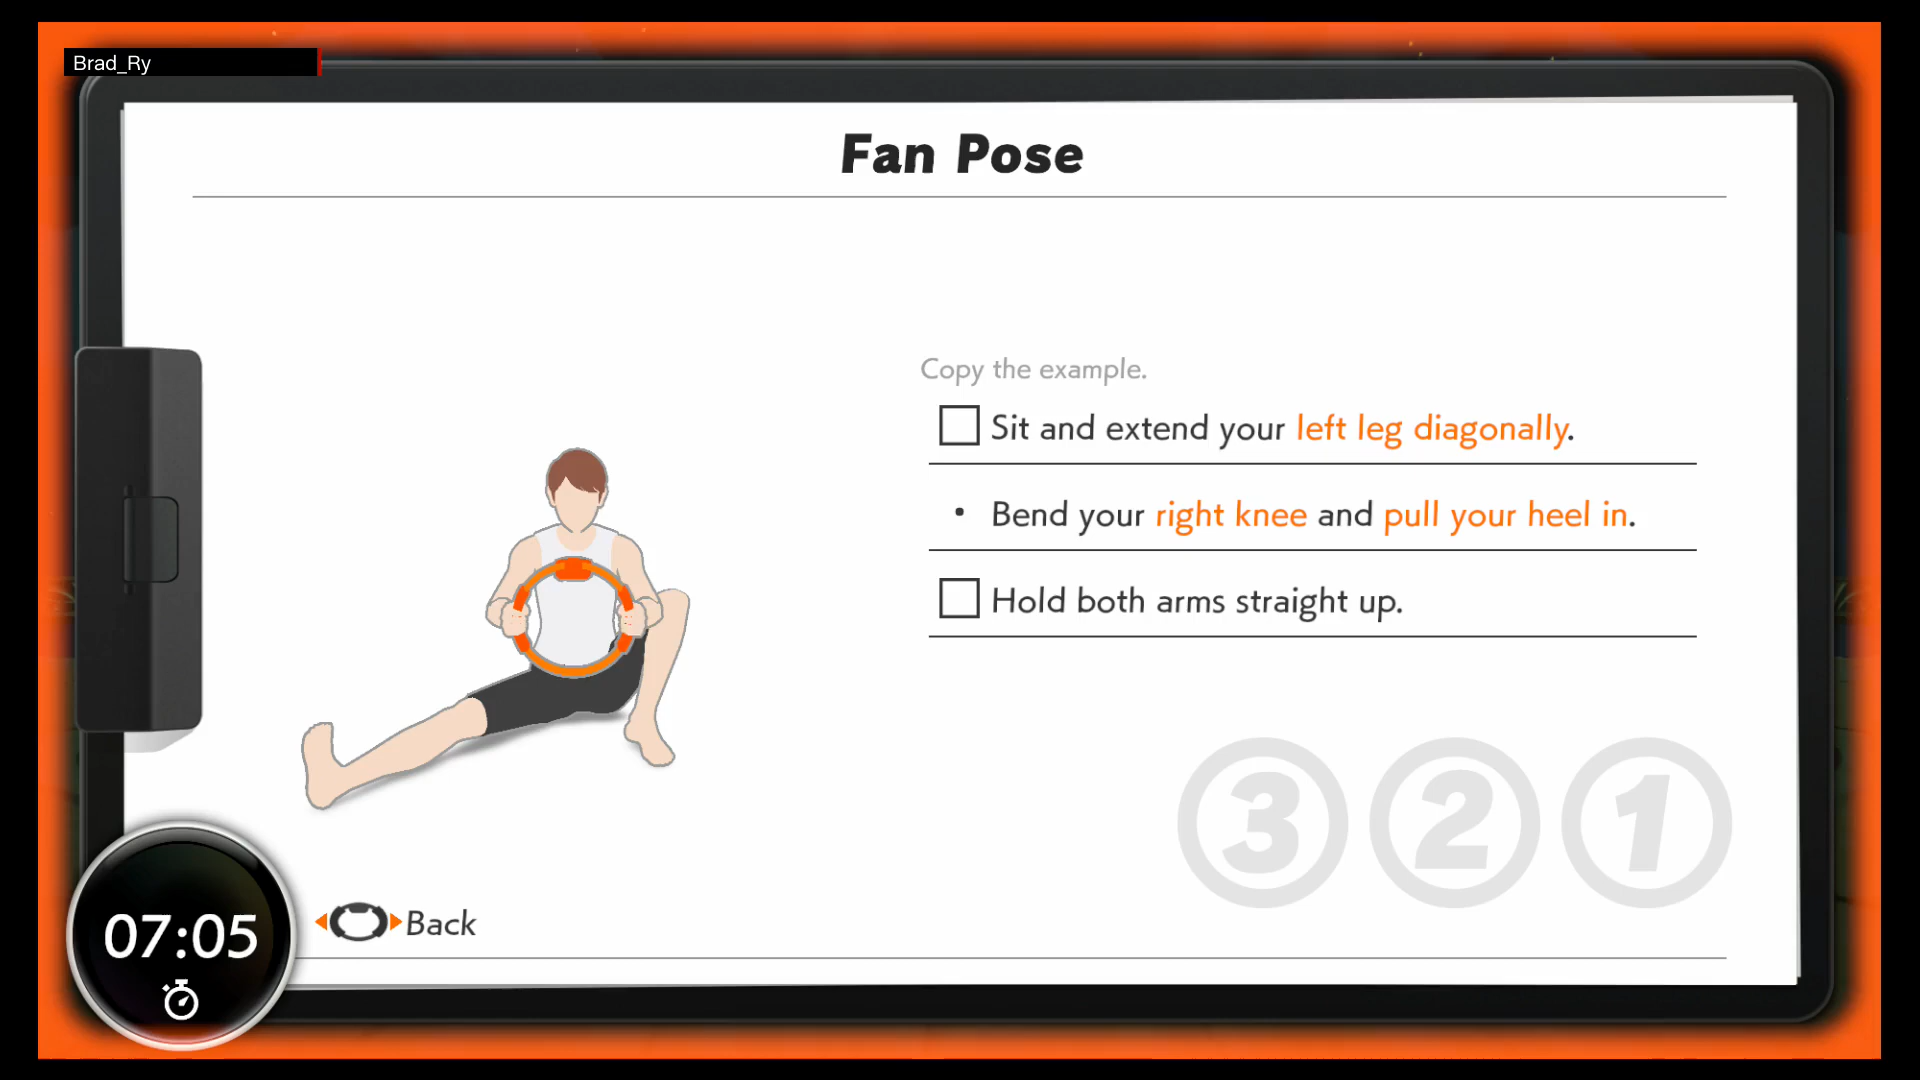 Brad_Ry
Fan Pose
Copy the example.
Sit and extend your left leg diagonally.
• Bend your right knee and pull your heel in.
Hold both arms straight up.
3 2 1
07:05
Back